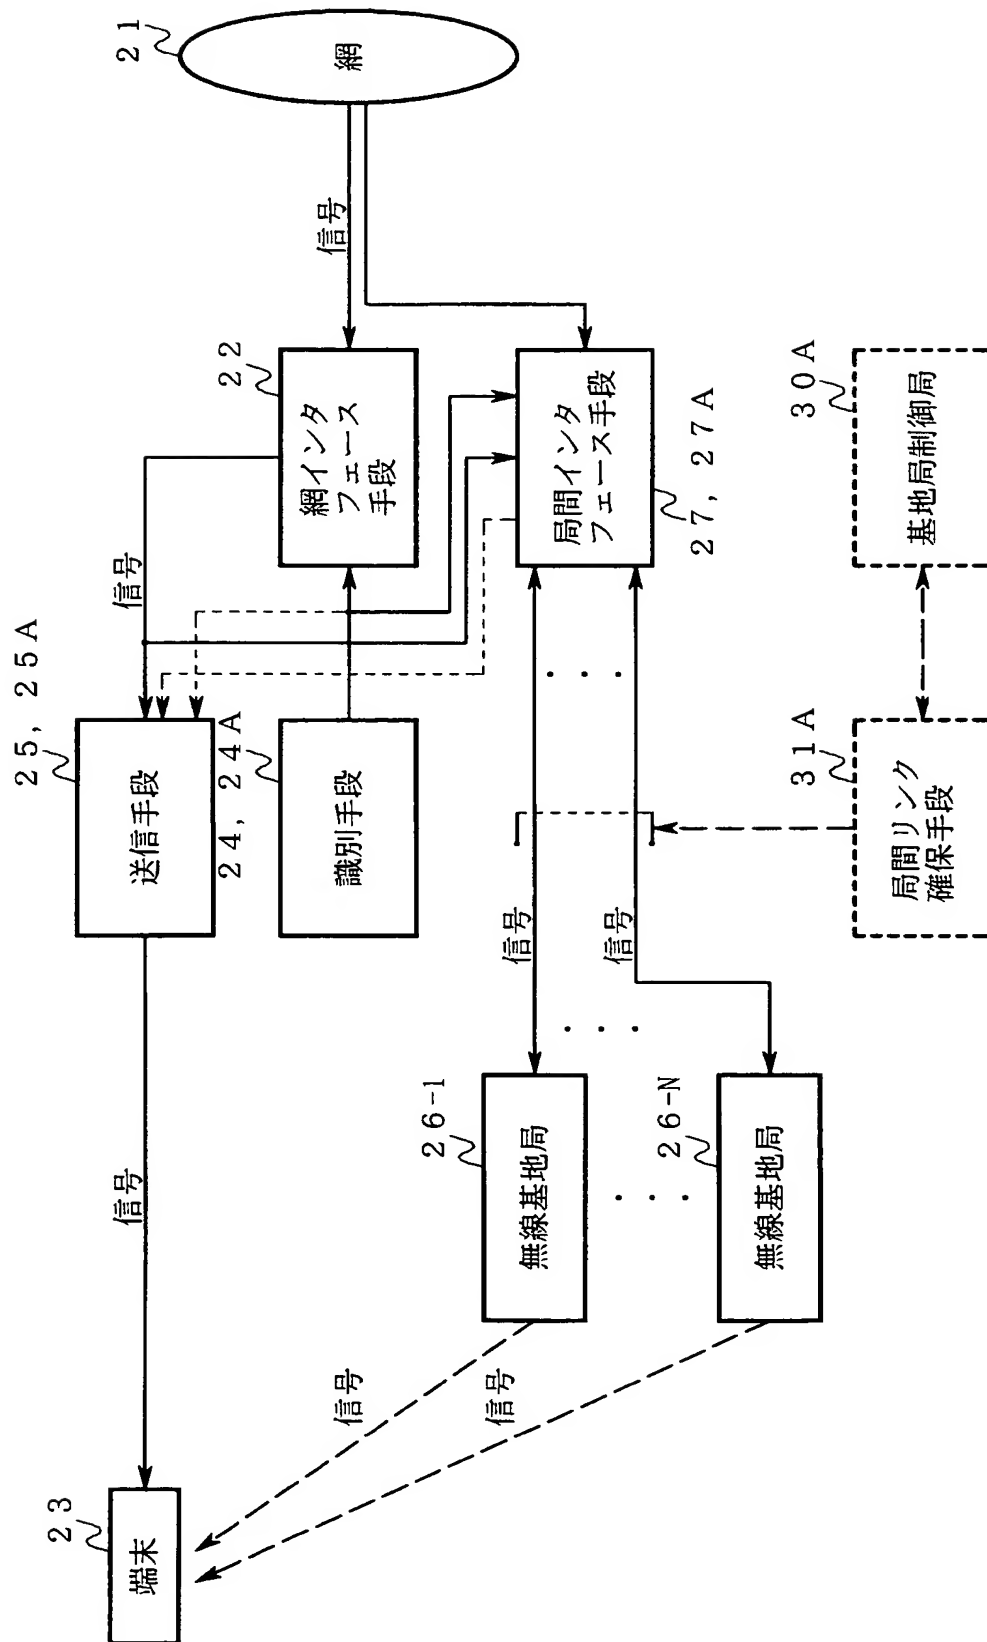 23
端末
信号
25, 25A
送信手段
信号
21
網
信号
24, 24A
識別手段
22
網インタ
フェース
手段
26-1
無線基地局
信号
信号
27, 27A
局間インタ
フェース手段
26-N
無線基地局
信号
信号
31A
局間リンク
確保手段
30A
基地局制御局